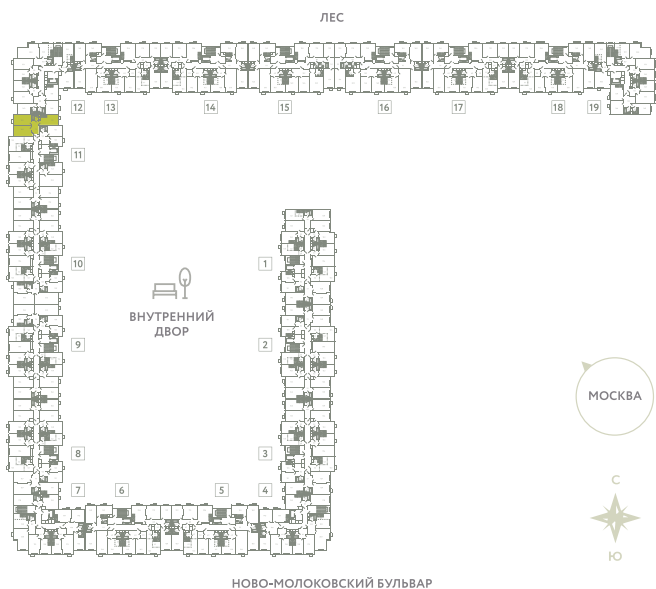 ЛЕС
12 13 14 15 16 17 18 19
11
10 1
ВНУТРЕННИЙ
ДВОР
9 2
МОСКВА
8 3
7 6 5 4
С
Ю
НОВО-МОЛОКОВСКИЙ БУЛЬВАР